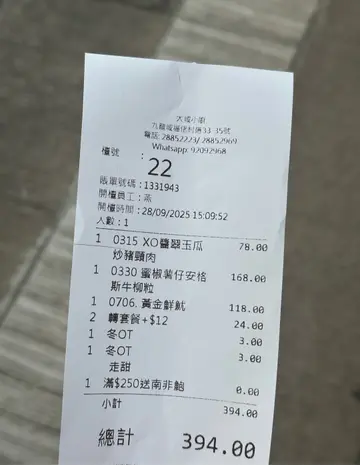 大城小廚
九龍城福佬村道33-35號
電話: 28852223/ 28852969
Whatsapp: 92092968
檯號 : 22
賬單號碼 : 1331943
開檯員工 : 燕
開檯時間 : 28/09/2025 15:09:52
人數 : 1
1 0315 XO醬翠玉瓜 78.00
炒豬頸肉
1 0330 蜜椒薯仔安格 168.00
斯牛柳粒
1 0706. 黃金鮮魷 118.00
2 轉套餐+$12 24.00
1 冬OT 3.00
1 冬OT 3.00
走甜
1 滿$250送南非鮑 0.00
小計 394.00
總計 394.00